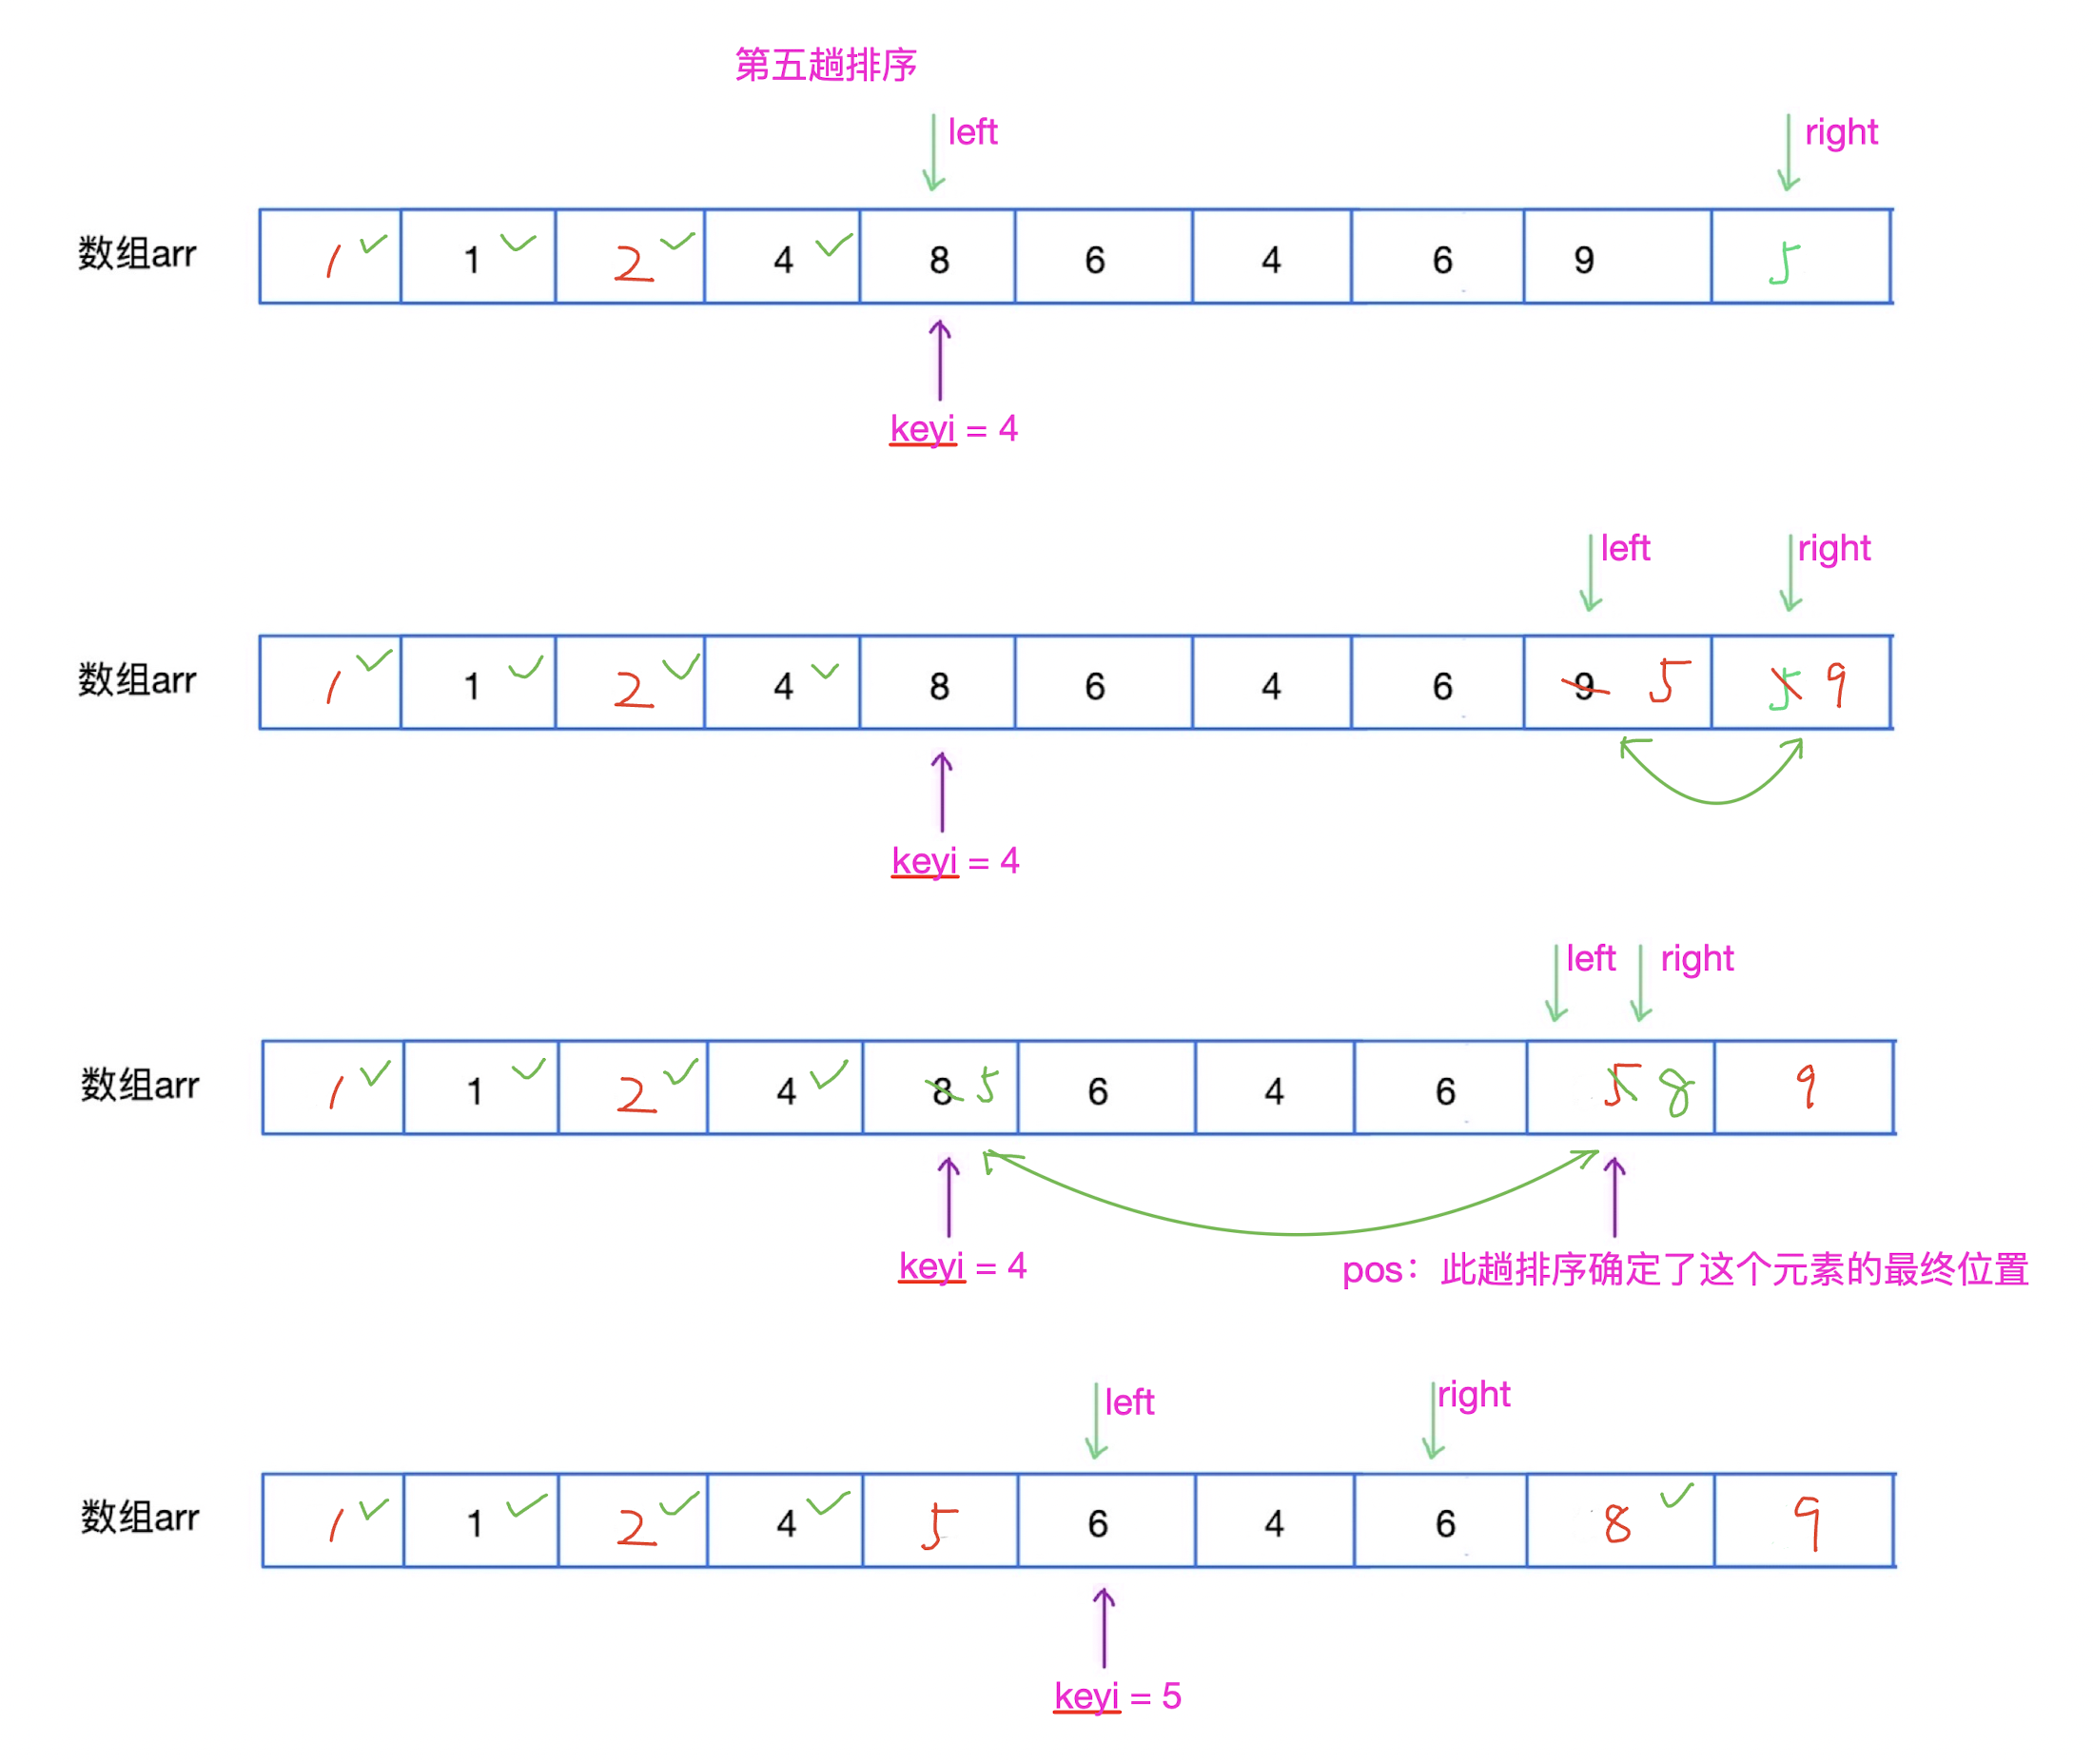 第五趟排序
left right
数组arr 1 1 2 4 8 6 4 6 9 5
keyi = 4
left right
数组arr 1 1 2 4 8 6 4 6 9 5 5 9
keyi = 4
left right
数组arr 1 1 2 4 8 5 6 4 6 5 8 9
keyi = 4 pos：此趟排序确定了这个元素的最终位置
left right
数组arr 1 1 2 4 5 6 4 6 8 9
keyi = 5